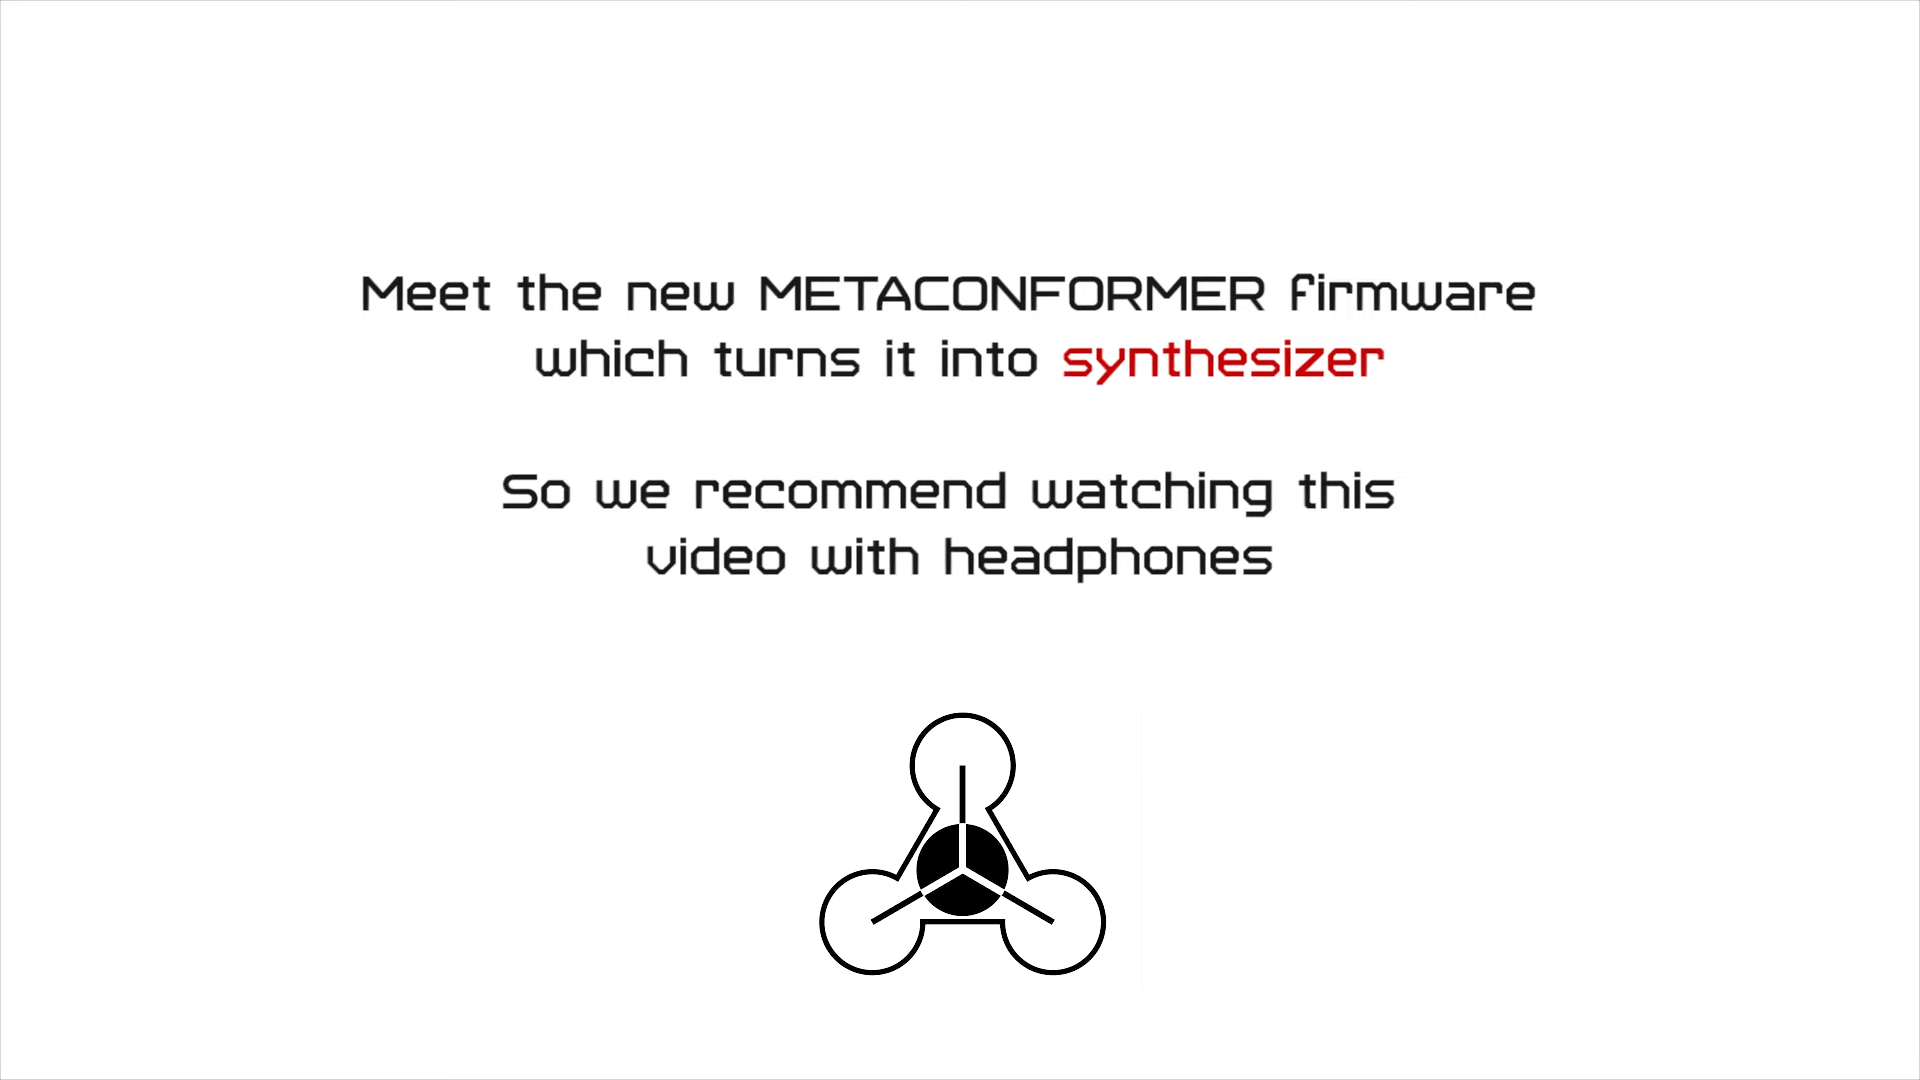 Meet the new METACONFORMER firmware
which turns it into synthesizer
So we recommend watching this
video with headphones